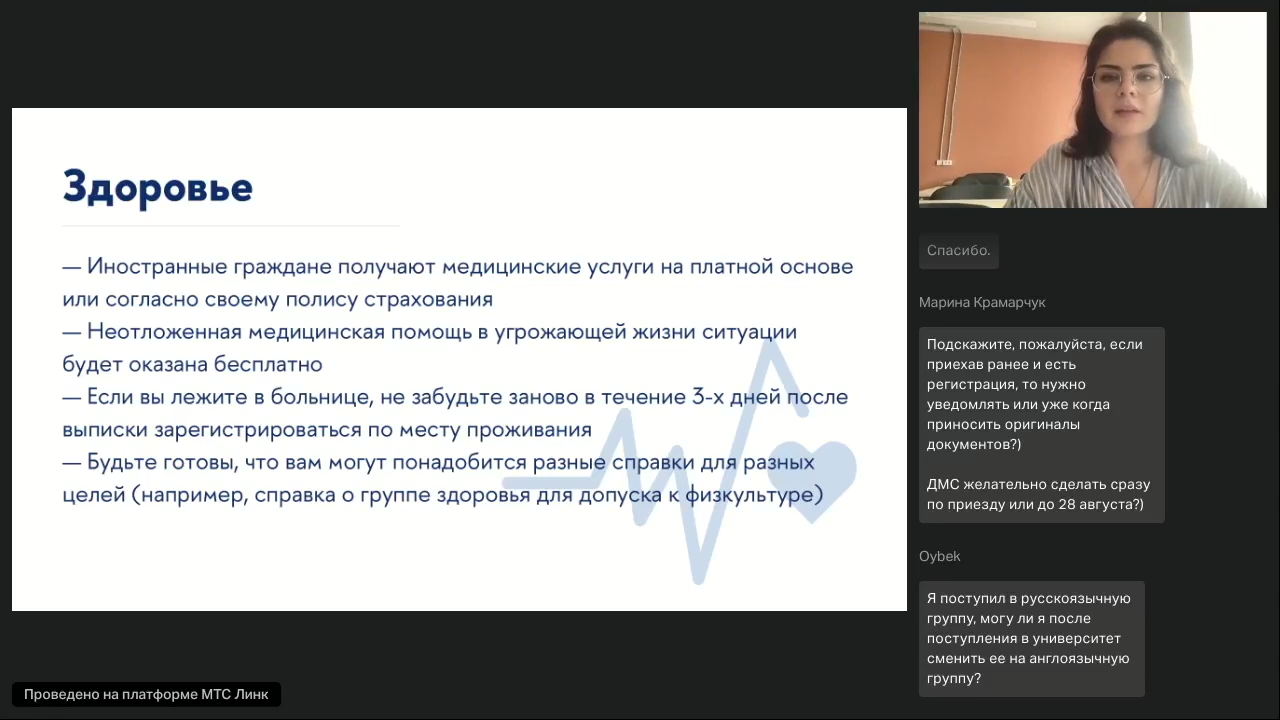 Здоровье
— Иностранные граждане получают медицинские услуги на платной основе
или согласно своему полису страхования
— Неотложенная медицинская помощь в угрожающей жизни ситуации
будет оказана бесплатно
— Если вы лежите в больнице, не забудьте заново в течение 3-х дней после
выписки зарегистрироваться по месту проживания
— Будьте готовы, что вам могут понадобится разные справки для разных
целей (например, справка о группе здоровья для допуска к физкультуре)
Проведено на платформе МТС Линк
Спасибо.
Марина Крамарчук
Подскажите, пожалуйста, если
приехав ранее и есть
регистрация, то нужно
уведомлять или уже когда
приносить оригиналы
документов?)
ДМС желательно сделать сразу
по приезду или до 28 августа?)
Oybek
Я поступил в русскоязычную
группу, могу ли я после
поступления в университет
сменить ее на англоязычную
группу?